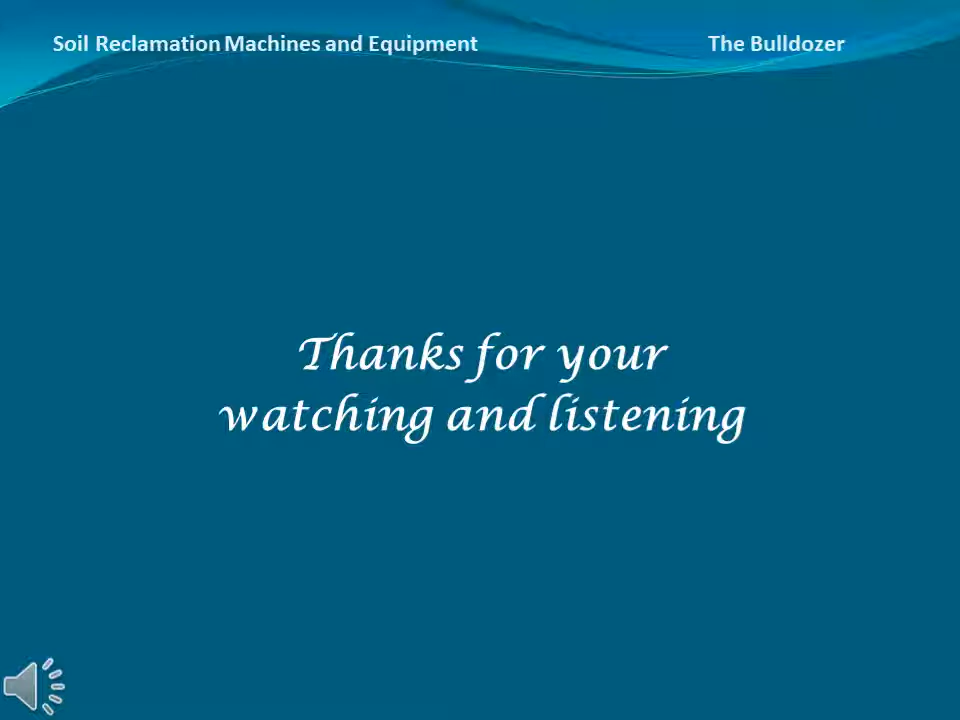 Soil Reclamation Machines and Equipment The Bulldozer
Thanks for your
watching and listening